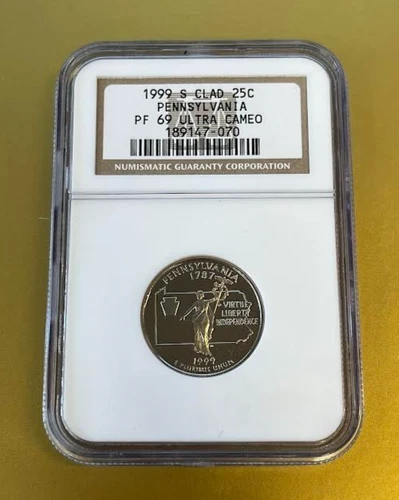 1999 S CLAD 25C
PENNSYLVANIA
PF 69 ULTRA CAMEO
189147-070
NUMISMATIC GUARANTY CORPORATION
PENNSYLVANIA
1787
VIRTUE
LIBERTY
INDEPENDENCE
1999
E PLURIBUS UNUM